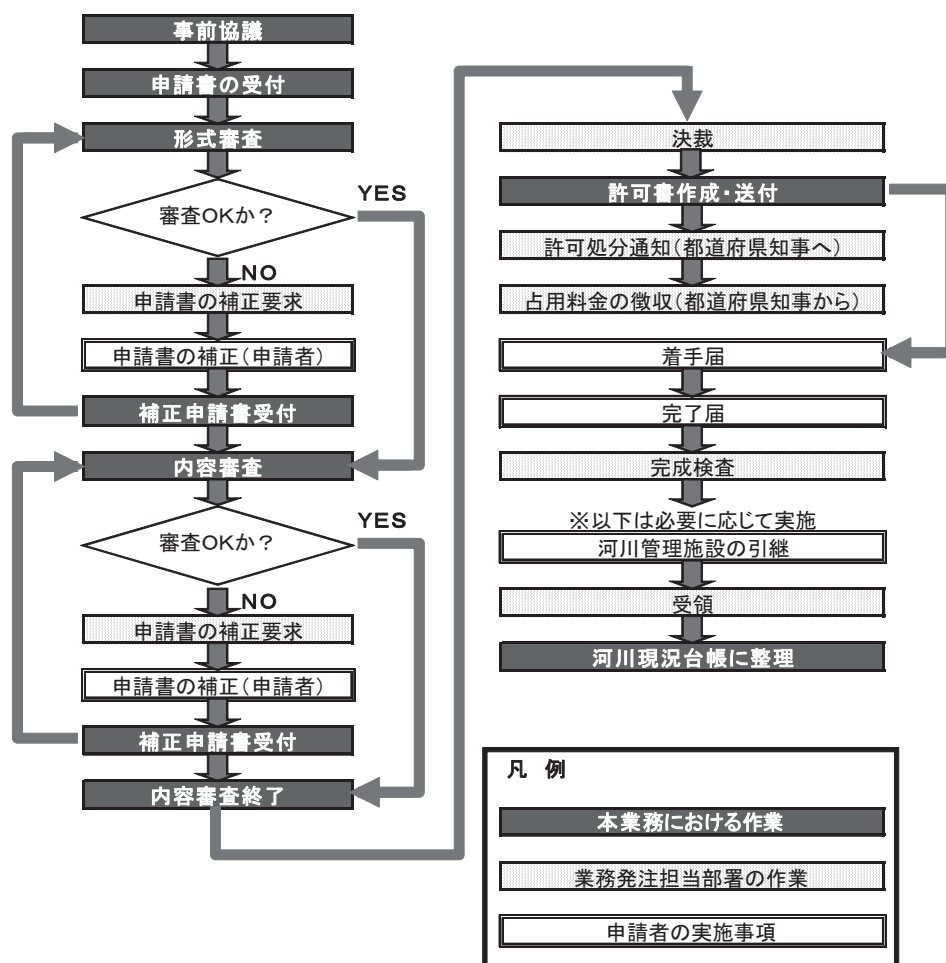 事前協議
申請書の受付
形式審査
審査OKか？
YES
NO
申請書の補正要求
申請書の補正（申請者）
補正申請書受付
内容審査
審査OKか？
YES
NO
申請書の補正要求
申請書の補正（申請者）
補正申請書受付
内容審査終了
決裁
許可書作成・送付
許可処分通知（都道府県知事へ）
占用料金の徴収（都道府県知事から）
着手届
完了届
完成検査
※以下は必要に応じて実施
河川管理施設の引継
受領
河川現況台帳に整理
凡 例
本業務における作業
業務発注担当部署の作業
申請者の実施事項